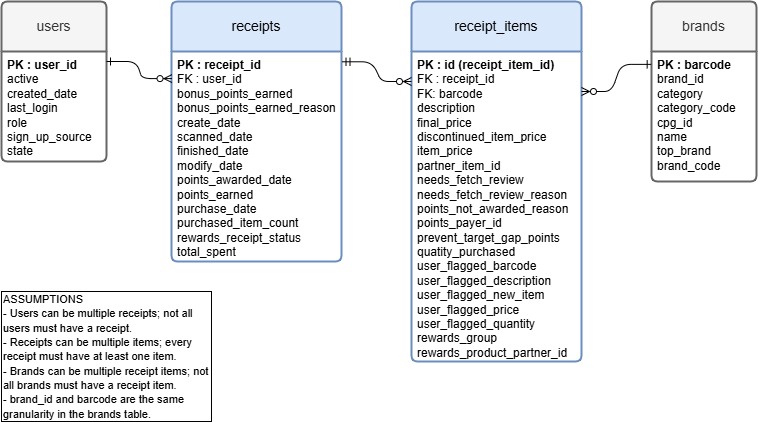 users
PK : user_id
active
created_date
last_login
role
sign_up_source
state
receipts
PK : receipt_id
FK : user_id
bonus_points_earned
bonus_points_earned_reason
create_date
scanned_date
finished_date
modify_date
points_awarded_date
points_earned
purchase_date
purchased_item_count
rewards_receipt_status
total_spent
receipt_items
PK : id (receipt_item_id)
FK : receipt_id
FK: barcode
description
final_price
discontinued_item_price
item_price
partner_item_id
needs_fetch_review
needs_fetch_review_reason
points_not_awarded_reason
points_payer_id
prevent_target_gap_points
quatity_purchased
user_flagged_barcode
user_flagged_description
user_flagged_new_item
user_flagged_price
user_flagged_quantity
rewards_group
rewards_product_partner_id
brands
PK : barcode
brand_id
category
category_code
cpg_id
name
top_brand
brand_code
ASSUMPTIONS
- Users can be multiple receipts; not all
users must have a receipt.
- Receipts can be multiple items; every
receipt must have at least one item.
- Brands can be multiple receipt items; not
all brands must have a receipt item.
- brand_id and barcode are the same
granularity in the brands table.